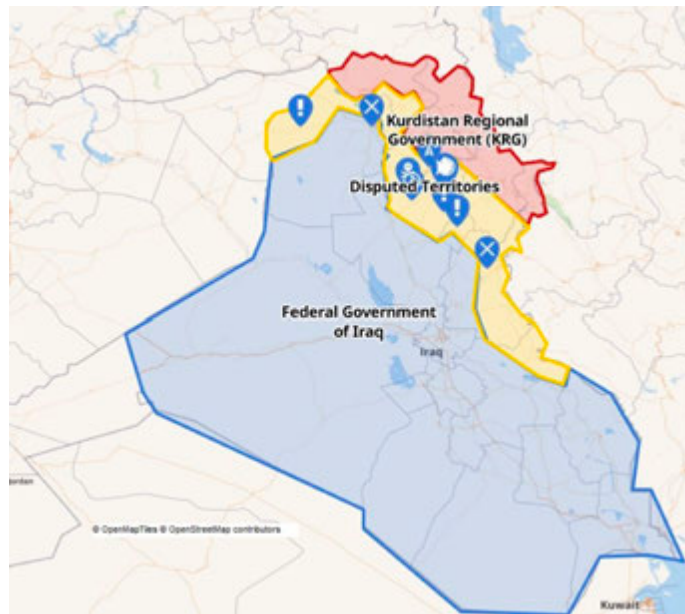 Kurdistan Regional
Government (KRG)
Disputed Territories
Federal Government
of Iraq
Iraq
© OpenMapTiles © OpenStreetMap contributors
Kuwait